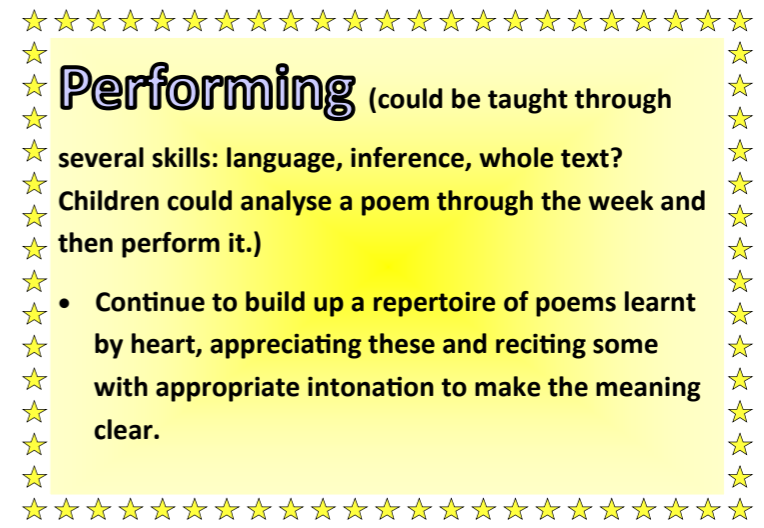 Performing (could be taught through
several skills: language, inference, whole text?
Children could analyse a poem through the week and
then perform it.)
• Continue to build up a repertoire of poems learnt
by heart, appreciating these and reciting some
with appropriate intonation to make the meaning
clear.